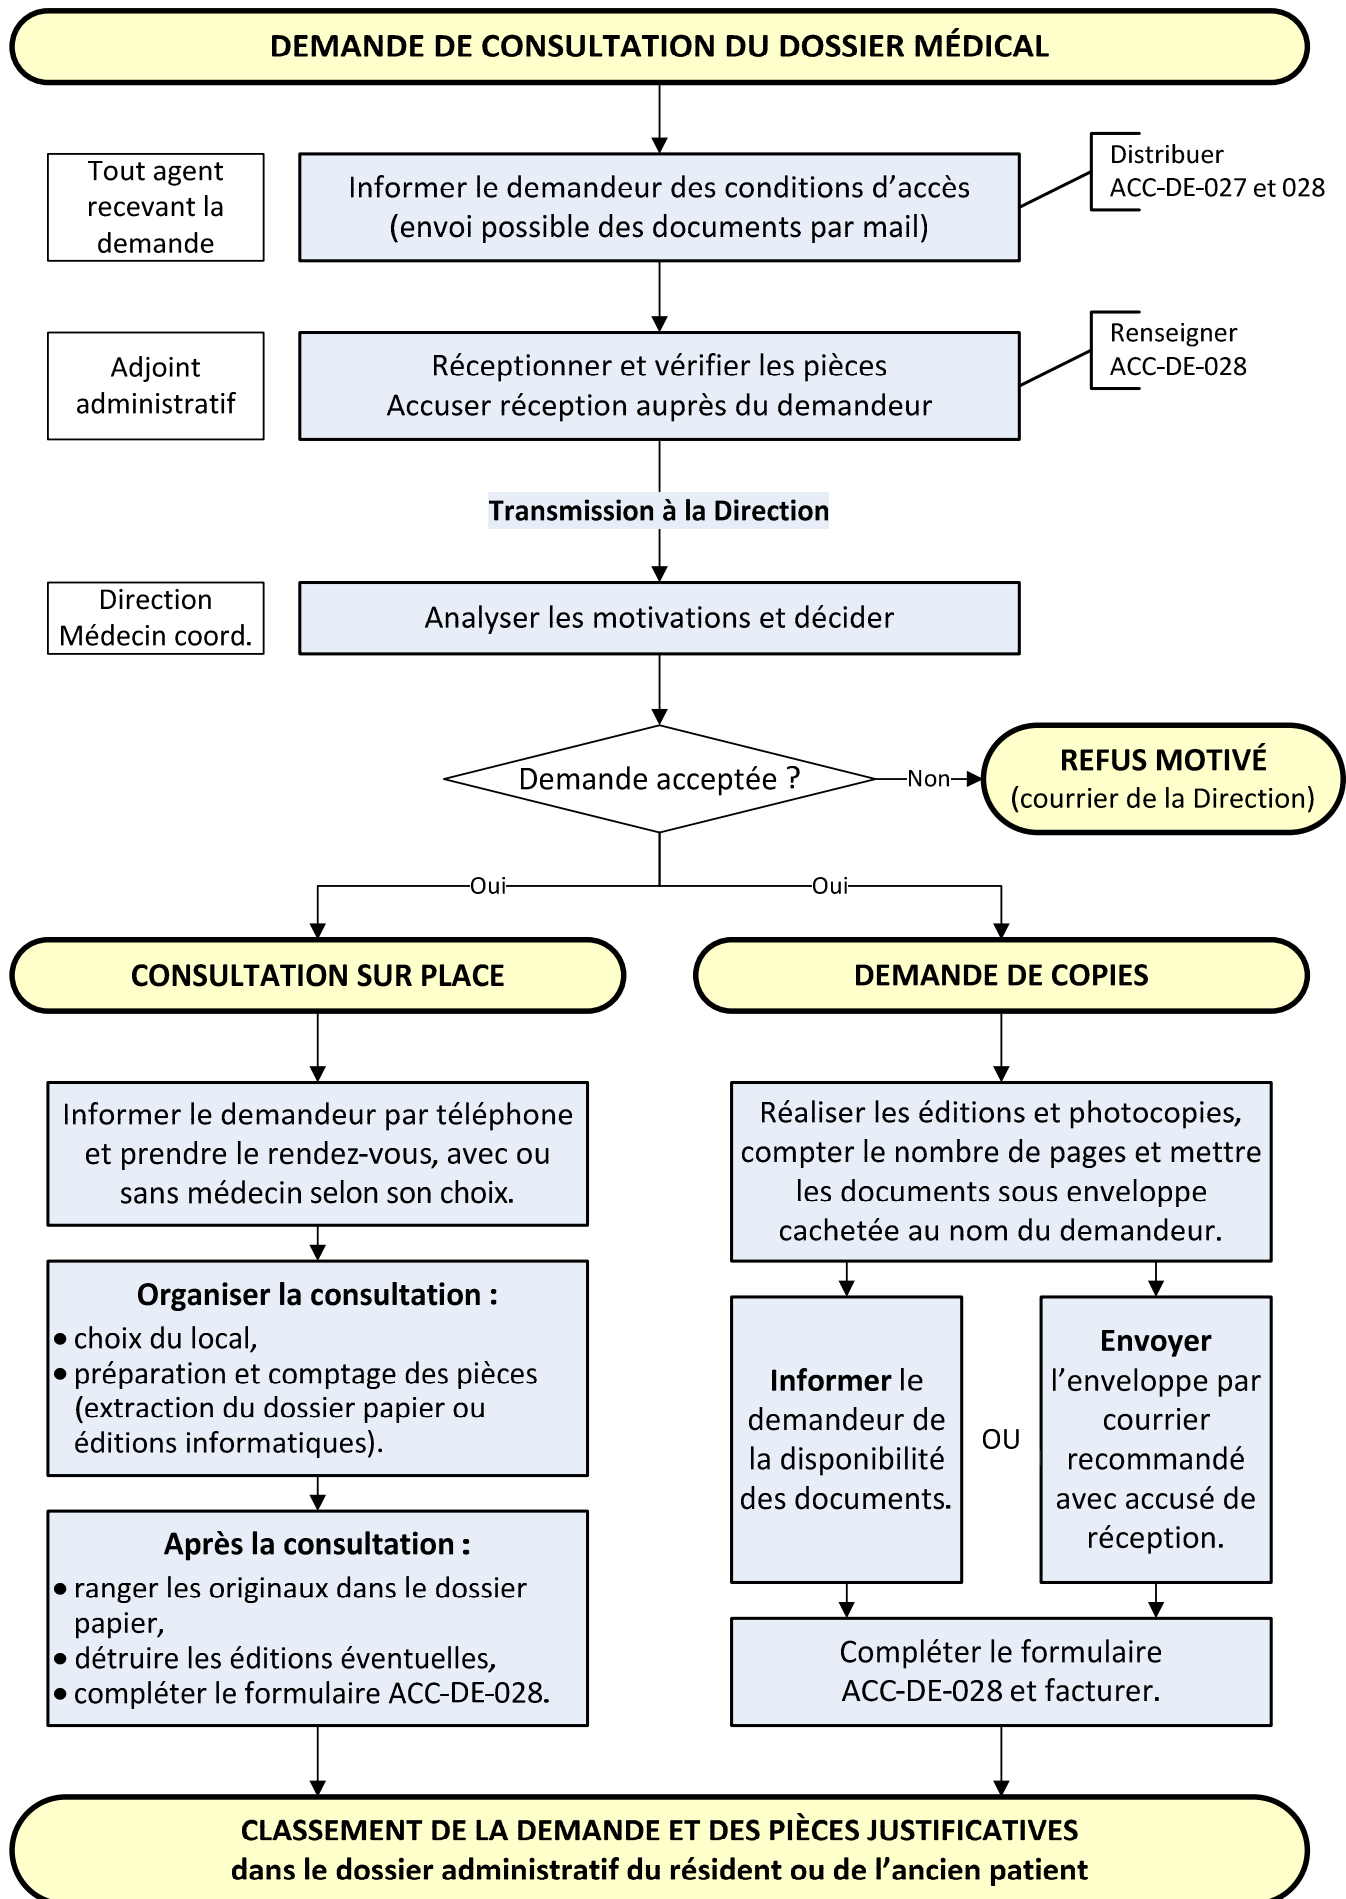 DEMANDE DE CONSULTATION DU DOSSIER MÉDICAL
Tout agent
recevant la
demande
Informer le demandeur des conditions d’accès
(envoi possible des documents par mail)
Distribuer
ACC-DE-027 et 028
Adjoint
administratif
Réceptionner et vérifier les pièces
Accuser réception auprès du demandeur
Renseigner
ACC-DE-028
Transmission à la Direction
Direction
Médecin coord.
Analyser les motivations et décider
Demande acceptée ?
Non
REFUS MOTIVÉ
(courrier de la Direction)
Oui
Oui
CONSULTATION SUR PLACE
Informer le demandeur par téléphone
et prendre le rendez-vous, avec ou
sans médecin selon son choix.
Organiser la consultation :
• choix du local,
• préparation et comptage des pièces
(extraction du dossier papier ou
éditions informatiques).
Après la consultation :
• ranger les originaux dans le dossier
papier,
• détruire les éditions éventuelles,
• compléter le formulaire ACC-DE-028.
DEMANDE DE COPIES
Réaliser les éditions et photocopies,
compter le nombre de pages et mettre
les documents sous enveloppe
cachetée au nom du demandeur.
Informer le
demandeur de
la disponibilité
des documents.
OU
Envoyer
l’enveloppe par
courrier
recommandé
avec accusé de
réception.
Compléter le formulaire
ACC-DE-028 et facturer.
CLASSEMENT DE LA DEMANDE ET DES PIÈCES JUSTIFICATIVES
dans le dossier administratif du résident ou de l’ancien patient